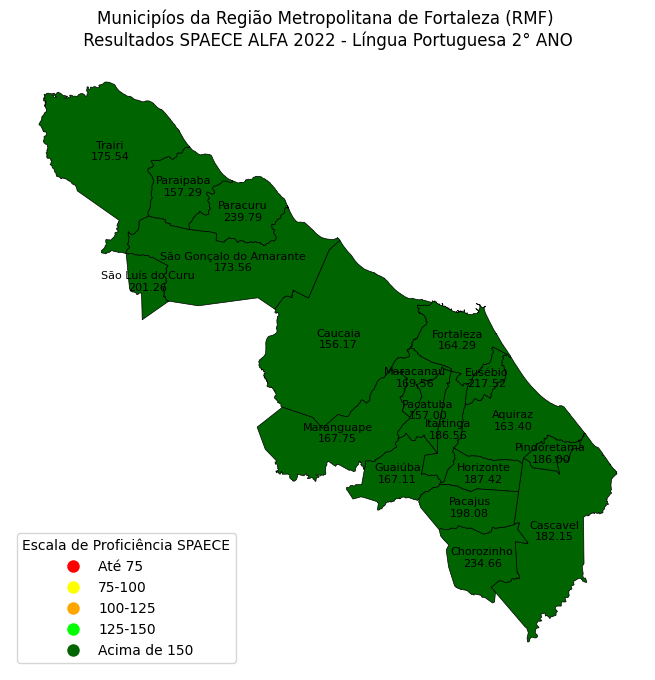 Municipíos da Região Metropolitana de Fortaleza (RMF)
Resultados SPAECE ALFA 2022 - Língua Portuguesa 2° ANO
Trairi
175.54
Paraipaba
157.29
Paracuru
239.79
São Gonçalo do Amarante
173.56
São Luís do Curu
201.26
Caucaia
156.17
Fortaleza
164.29
Maracanaú
169.56
Eusébio
217.52
Pacatuba
157.00
Aquiraz
163.40
Itaitinga
186.56
Maranguape
167.75
Pindoretama
186.00
Guaiúba
167.11
Horizonte
187.42
Pacajus
198.08
Cascavel
182.15
Chorozinho
234.66
Escala de Proficiência SPAECE
Até 75
75-100
100-125
125-150
Acima de 150